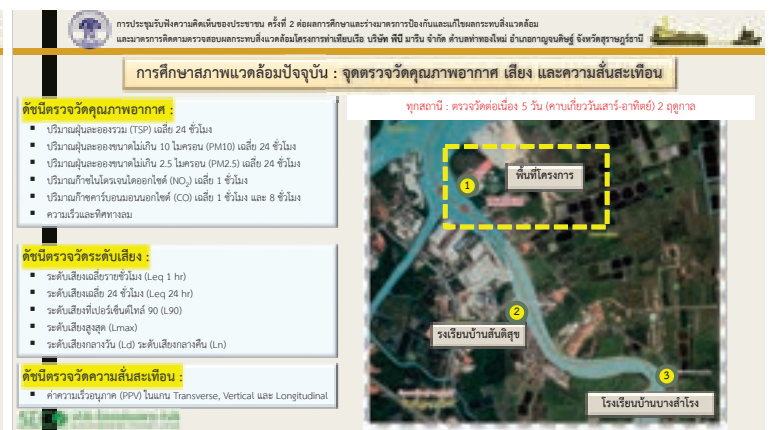 การประชุมรับฟังความคิดเห็นของประชาชน ครั้งที่ 2 ต่อผลการศึกษาและร่างมาตรการป้องกันและแก้ไขผลกระทบสิ่งแวดล้อม
และมาตรการติดตามตรวจสอบผลกระทบสิ่งแวดล้อมโครงการท่าเทียบเรือ บริษัท พีบี มารีน จำกัด ตำบลท่าทองใหม่ อำเภอกาญจนดิษฐ์ จังหวัดสุราษฎร์ธานี
การศึกษาสภาพแวดล้อมปัจจุบัน : จุดตรวจวัดคุณภาพอากาศ เสียง และความสั่นสะเทือน
ดัชนีตรวจวัดคุณภาพอากาศ :
▪ ปริมาณฝุ่นละอองรวม (TSP) เฉลี่ย 24 ชั่วโมง
▪ ปริมาณฝุ่นละอองขนาดไม่เกิน 10 ไมครอน (PM10) เฉลี่ย 24 ชั่วโมง
▪ ปริมาณฝุ่นละอองขนาดไม่เกิน 2.5 ไมครอน (PM2.5) เฉลี่ย 24 ชั่วโมง
▪ ปริมาณก๊าซไนโตรเจนไดออกไซด์ (NO₂) เฉลี่ย 1 ชั่วโมง
▪ ปริมาณก๊าซคาร์บอนมอนนอกไซด์ (CO) เฉลี่ย 1 ชั่วโมง และ 8 ชั่วโมง
▪ ความเร็วและทิศทางลม
ดัชนีตรวจวัดระดับเสียง :
▪ ระดับเสียงเฉลี่ยรายชั่วโมง (Leq 1 hr)
▪ ระดับเสียงเฉลี่ย 24 ชั่วโมง (Leq 24 hr)
▪ ระดับเสียงที่เปอร์เซ็นต์ไทล์ 90 (L90)
▪ ระดับเสียงสูงสุด (Lmax)
▪ ระดับเสียงกลางวัน (Ld) ระดับเสียงกลางคืน (Ln)
ดัชนีตรวจวัดความสั่นสะเทือน :
▪ ค่าความเร็วอนุภาค (PPV) ในแกน Transverse, Vertical และ Longitudinal
ทุกสถานี : ตรวจวัดต่อเนื่อง 5 วัน (คาบเกี่ยววันเสาร์-อาทิตย์) 2 ฤดูกาล
พื้นที่โครงการ
1
2
รงเรียนบ้านสันติสุข
3
โรงเรียนบ้านบางสำโรง